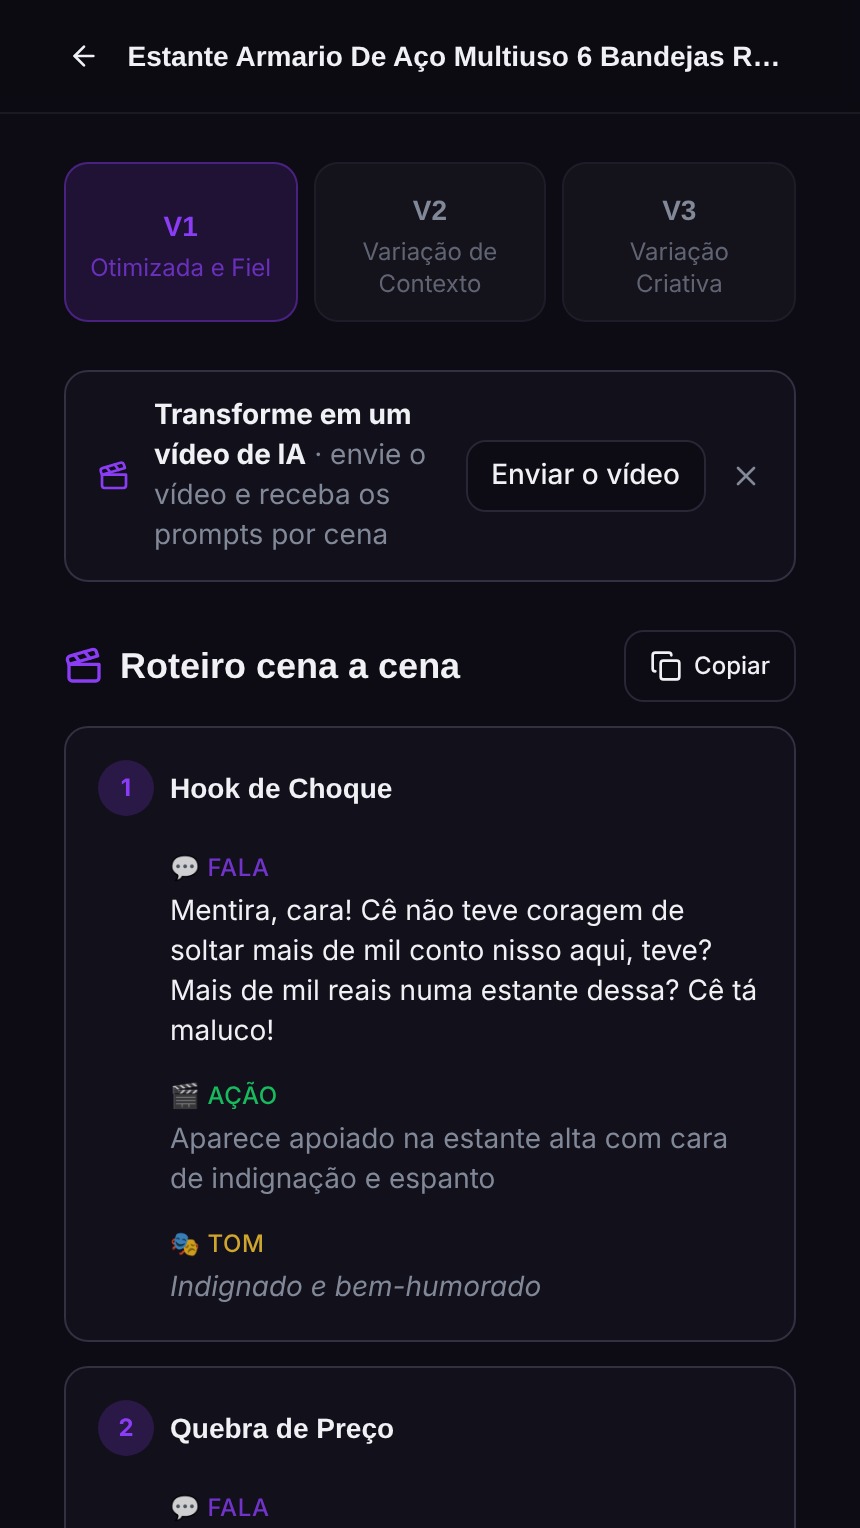 Estante Armario De Aço Multiuso 6 Bandejas R…
V1
Otimizada e Fiel
V2
Variação de
Contexto
V3
Variação
Criativa
Transforme em um
vídeo de IA · envie o
vídeo e receba os
prompts por cena
Enviar o vídeo
Roteiro cena a cena
Copiar
1
Hook de Choque
💬 FALA
Mentira, cara! Cê não teve coragem de
soltar mais de mil conto nisso aqui, teve?
Mais de mil reais numa estante dessa? Cê tá
maluco!
🎬 AÇÃO
Aparece apoiado na estante alta com cara
de indignação e espanto
🎭 TOM
Indignado e bem-humorado
2
Quebra de Preço
💬 FALA